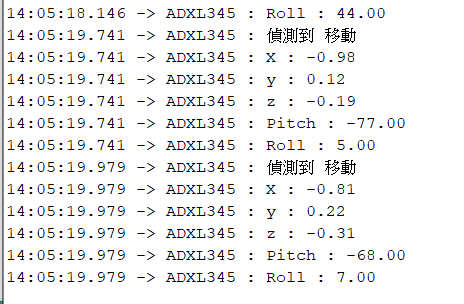 14:05:18.146 -> ADXL345 : Roll : 44.00
14:05:19.741 -> ADXL345 : 偵測到 移動
14:05:19.741 -> ADXL345 : X : -0.98
14:05:19.741 -> ADXL345 : y : 0.12
14:05:19.741 -> ADXL345 : z : -0.19
14:05:19.741 -> ADXL345 : Pitch : -77.00
14:05:19.741 -> ADXL345 : Roll : 5.00
14:05:19.979 -> ADXL345 : 偵測到 移動
14:05:19.979 -> ADXL345 : X : -0.81
14:05:19.979 -> ADXL345 : y : 0.22
14:05:19.979 -> ADXL345 : z : -0.31
14:05:19.979 -> ADXL345 : Pitch : -68.00
14:05:19.979 -> ADXL345 : Roll : 7.00